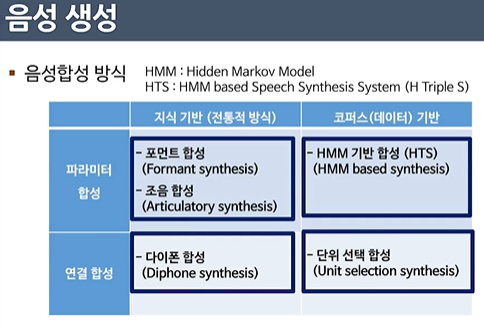 음성 생성
▪ 음성합성 방식
HMM : Hidden Markov Model
HTS : HMM based Speech Synthesis System (H Triple S)
지식 기반 (전통적 방식)
코퍼스(데이터) 기반
파라미터
합성
- 포먼트 합성
(Formant synthesis)
- 조음 합성
(Articulatory synthesis)
- HMM 기반 합성 (HTS)
(HMM based synthesis)
연결 합성
- 다이폰 합성
(Diphone synthesis)
- 단위 선택 합성
(Unit selection synthesis)